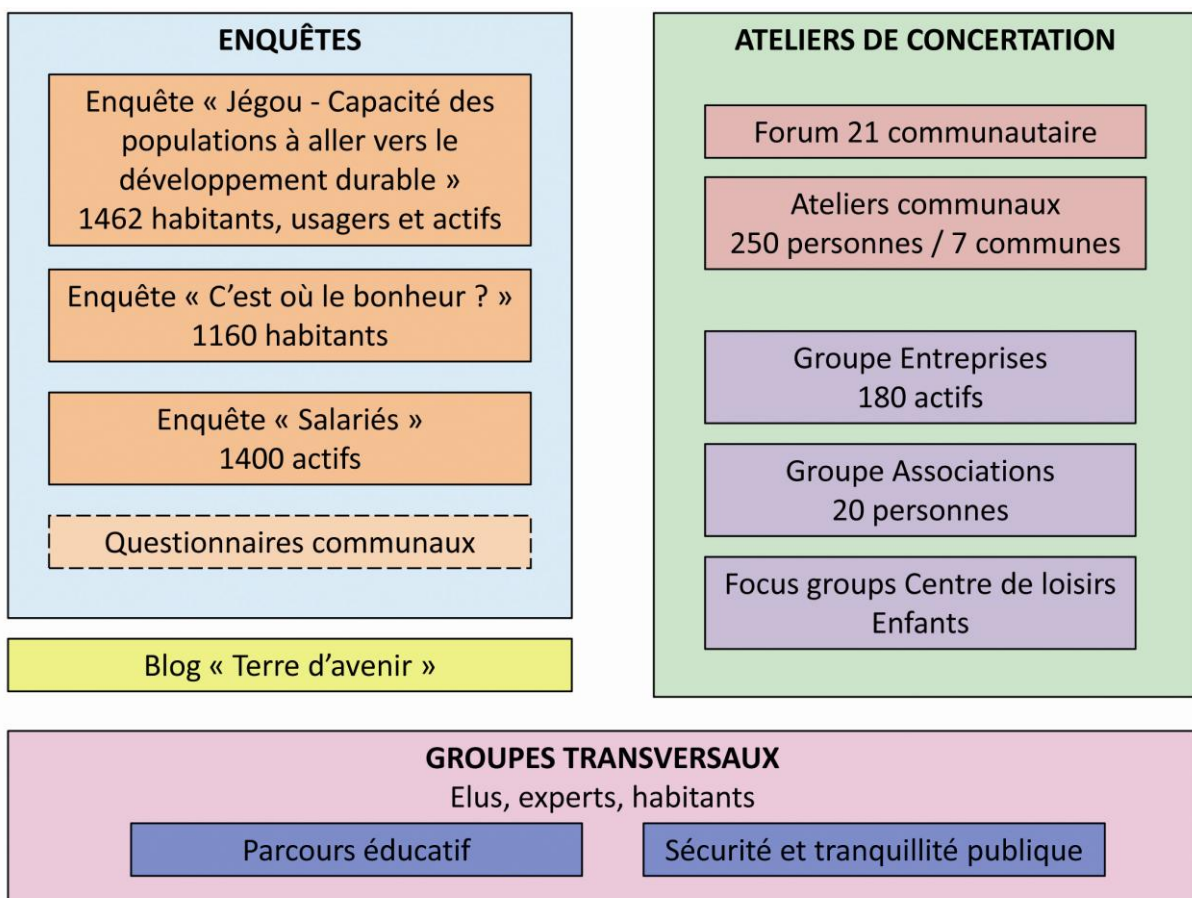 ENQUÊTES
Enquête « Jégou - Capacité des
populations à aller vers le
développement durable »
1462 habitants, usagers et actifs
Enquête « C’est où le bonheur ? »
1160 habitants
Enquête « Salariés »
1400 actifs
Questionnaires communaux
Blog « Terre d’avenir »
ATELIERS DE CONCERTATION
Forum 21 communautaire
Ateliers communaux
250 personnes / 7 communes
Groupe Entreprises
180 actifs
Groupe Associations
20 personnes
Focus groups Centre de loisirs
Enfants
GROUPES TRANSVERSAUX
Elus, experts, habitants
Parcours éducatif
Sécurité et tranquillité publique